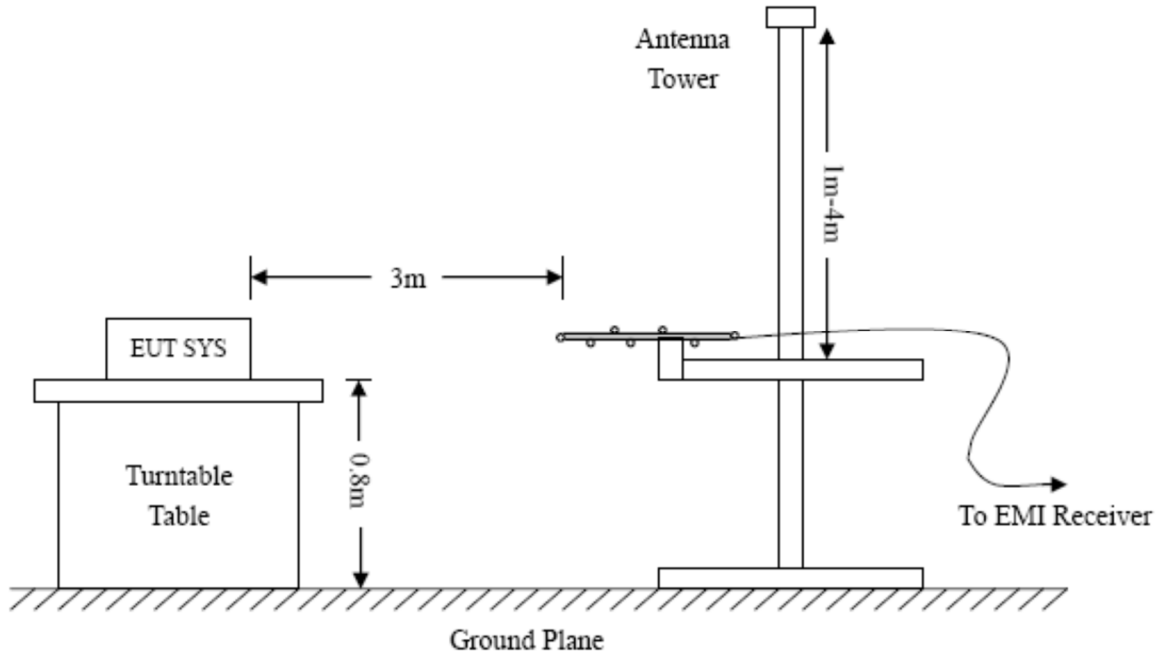 Antenna
Tower
1m-4m
3m
EUT SYS
0.8m
Turntable
Table
To EMI Receiver
Ground Plane